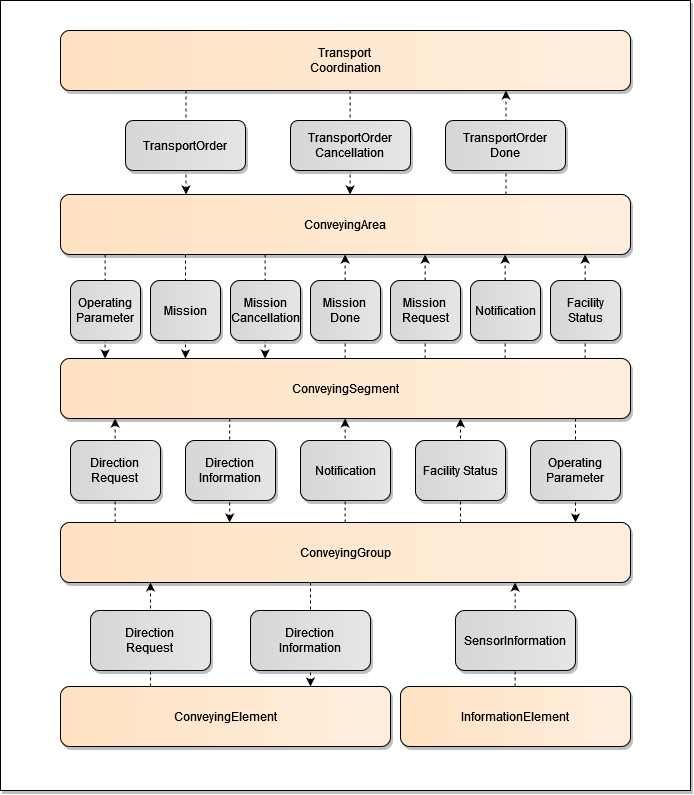 Transport
Coordination
TransportOrder
TransportOrder
Cancellation
TransportOrder
Done
ConveyingArea
Operating
Parameter
Mission
Mission
Cancellation
Mission
Done
Mission
Request
Notification
Facility
Status
ConveyingSegment
Direction
Request
Direction
Information
Notification
Facility Status
Operating
Parameter
ConveyingGroup
Direction
Request
Direction
Information
SensorInformation
ConveyingElement
InformationElement